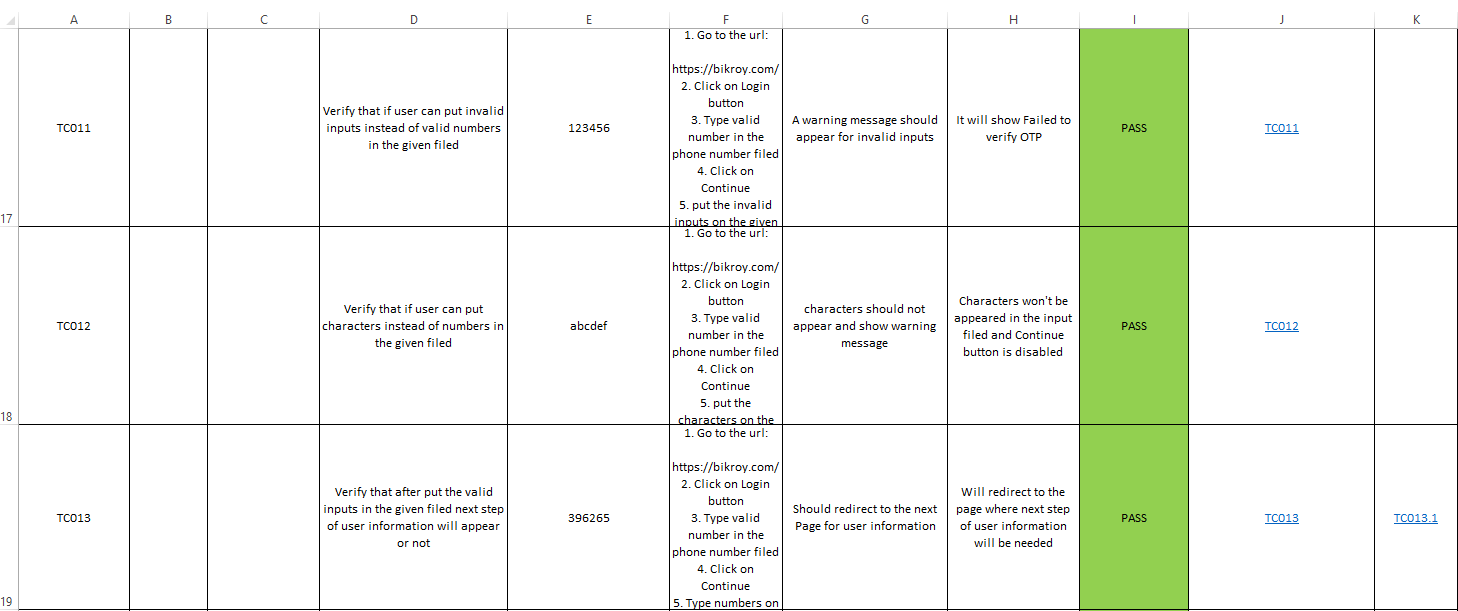 A B C D E F G H I J K
17
TC011
Verify that if user can put invalid
inputs instead of valid numbers
in the given filed
123456
1. Go to the url:
https://bikroy.com/
2. Click on Login
button
3. Type valid
number in the
phone number filed
4. Click on
Continue
5. put the invalid
inputs on the given
A warning message should
appear for invalid inputs
It will show Failed to
verify OTP
PASS
TC011
18
TC012
Verify that if user can put
characters instead of numbers in
the given filed
abcdef
1. Go to the url:
https://bikroy.com/
2. Click on Login
button
3. Type valid
number in the
phone number filed
4. Click on
Continue
5. put the
characters on the
characters should not
appear and show warning
message
Characters won't be
appeared in the input
filed and Continue
button is disabled
PASS
TC012
19
TC013
Verify that after put the valid
inputs in the given filed next step
of user information will appear
or not
396265
1. Go to the url:
https://bikroy.com/
2. Click on Login
button
3. Type valid
number in the
phone number filed
4. Click on
Continue
5. Type numbers on
Should redirect to the next
Page for user information
Will redirect to the
page where next step
of user information
will be needed
PASS
TC013
TC013.1